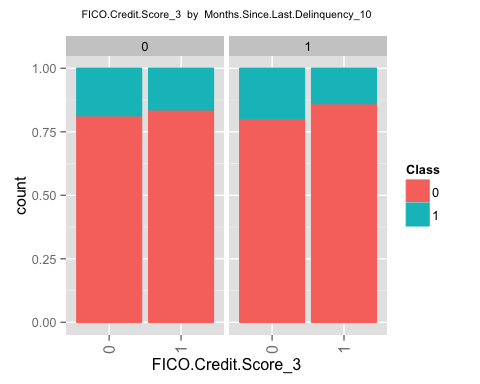 FICO.Credit.Score_3 by Months.Since.Last.Delinquency_10
0 1
1.00
0.75
0.50
0.25
0.00
count
0 1 0 1
FICO.Credit.Score_3
Class
0
1